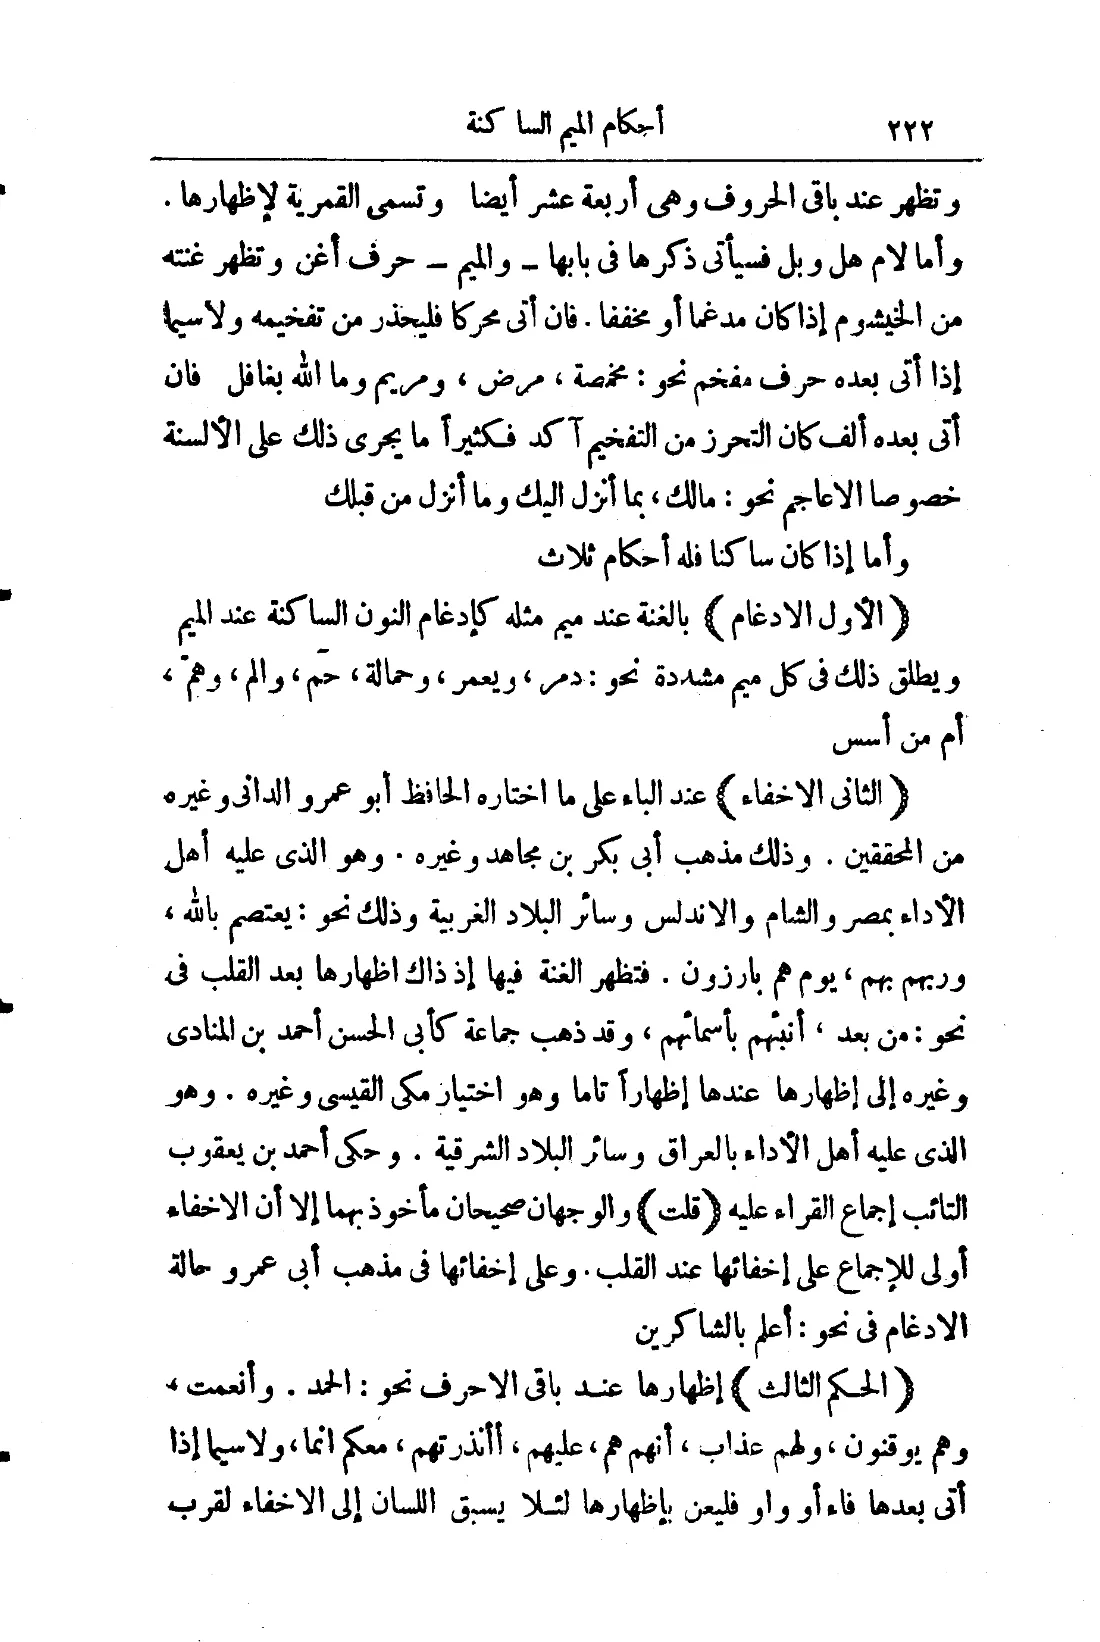 ٢٢٢ أحكام الميم الساكنة
وتظهر عند باقى الحروف وهى أربعة عشر أيضا وتسمى القمرية لإظهارها .
وأما لام هل وبل فسيأتى ذكرها فى بابها ـ والميم ـ حرف أغن وتظهر غنته
من الخيشوم إذا كان مدغما أو مخففا . فان أتى محركا فليحذر من تفخيمه ولاسيما
إذا أتى بعده حرف مفخم نحو : مخمصة ، مرض ، ومريم وما الله بغافل فان
أتى بعده ألف كان التحرز من التفخيم آكد فكثيراً ما يجرى ذلك على الألسنة
خصوصا الاعاجم نحو : مالك ، بما أنزل اليك وما أنزل من قبلك
وأما إذا كان ساكنا فله أحكام ثلاث
( الأول الادغام ) بالغنة عند ميم مثله كإدغام النون الساكنة عند الميم
ويطلق ذلك فى كل ميم مشددة نحو : دمر ، ويعمر ، وحمالة ، حمّ ، والم ، وهمّ ،
أم من أسس
( الثانى الاخفاء ) عند الباء على ما اختاره الحافظ أبو عمرو الدانى وغيره
من المحققين . وذلك مذهب أبى بكر بن مجاهد وغيره . وهو الذى عليه أهل
الأداء بمصر والشام والاندلس وسائر البلاد الغربية وذلك نحو : يعتصم بالله ،
وربهم بهم ، يوم هم بارزون . فتظهر الغنة فيها إذ ذاك اظهارها بعد القلب فى
نحو : من بعد ، أنبئهم بأسمائهم ، وقد ذهب جماعة كأبى الحسن أحمد بن المنادى
وغيره إلى إظهارها عندها إظهاراً تاما وهو اختيار مكى القيسى وغيره . وهو
الذى عليه أهل الأداء بالعراق وسائر البلاد الشرقية . وحكى أحمد بن يعقوب
التائب إجماع القراء عليه ( قلت ) والوجهان صحيحان مأخوذ بهما إلا أن الاخفاء
أولى للإجماع على إخفائها عند القلب . وعلى إخفائها فى مذهب أبى عمرو حالة
الادغام فى نحو : أعلم بالشاكرين
( الحكم الثالث ) إظهارها عند باقى الاحرف نحو : الحمد . وأنعمت ،
وهم يوقنون ، ولهم عذاب ، أنهم هم ، عليهم ، أأنذرتهم ، معكم انما ، ولاسيما إذا
أتى بعدها فاء أو واو فليعن بإظهارها لئلا يسبق اللسان إلى الاخفاء لقرب